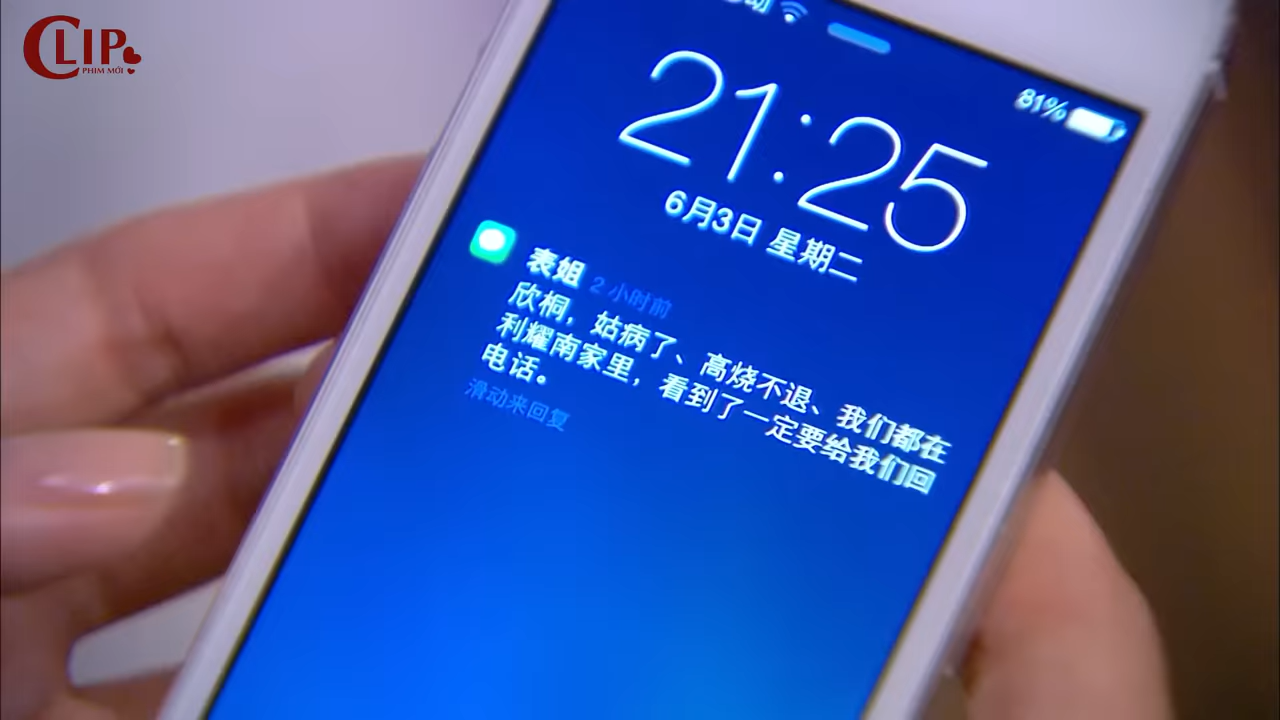 CLIP
PHIM MỚI
81%
21:25
6月3日 星期二
表姐 2 小时前
欣桐，姑病了、高烧不退、我们都在
利耀南家里，看到了一定要给我们回
电话。
滑动来回复